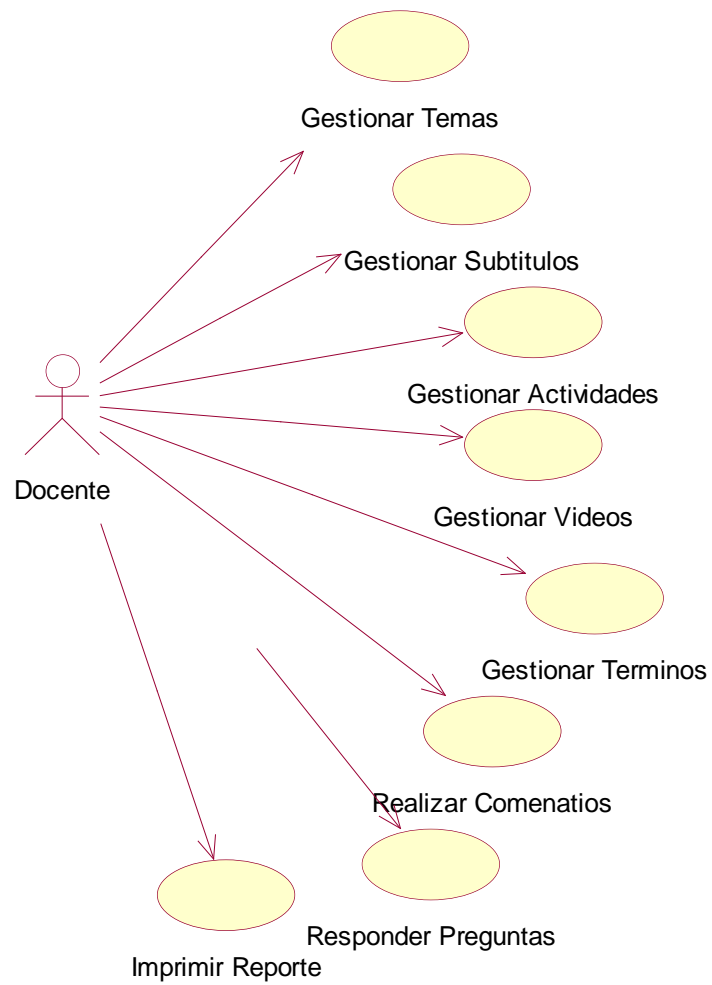 Gestionar Temas
Gestionar Subtitulos
Gestionar Actividades
Docente
Gestionar Videos
Gestionar Terminos
Realizar Comenatios
Responder Preguntas
Imprimir Reporte